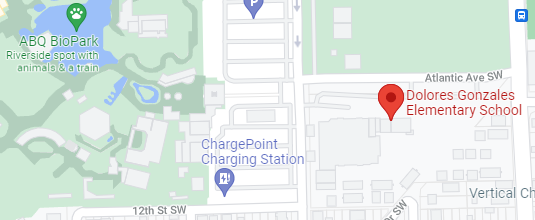 P
ABQ BioPark
Riverside spot with
animals & a train
Atlantic Ave SW
Dolores Gonzales
Elementary School
ChargePoint
Charging Station
Vertical Ch
12th St SW
r SW